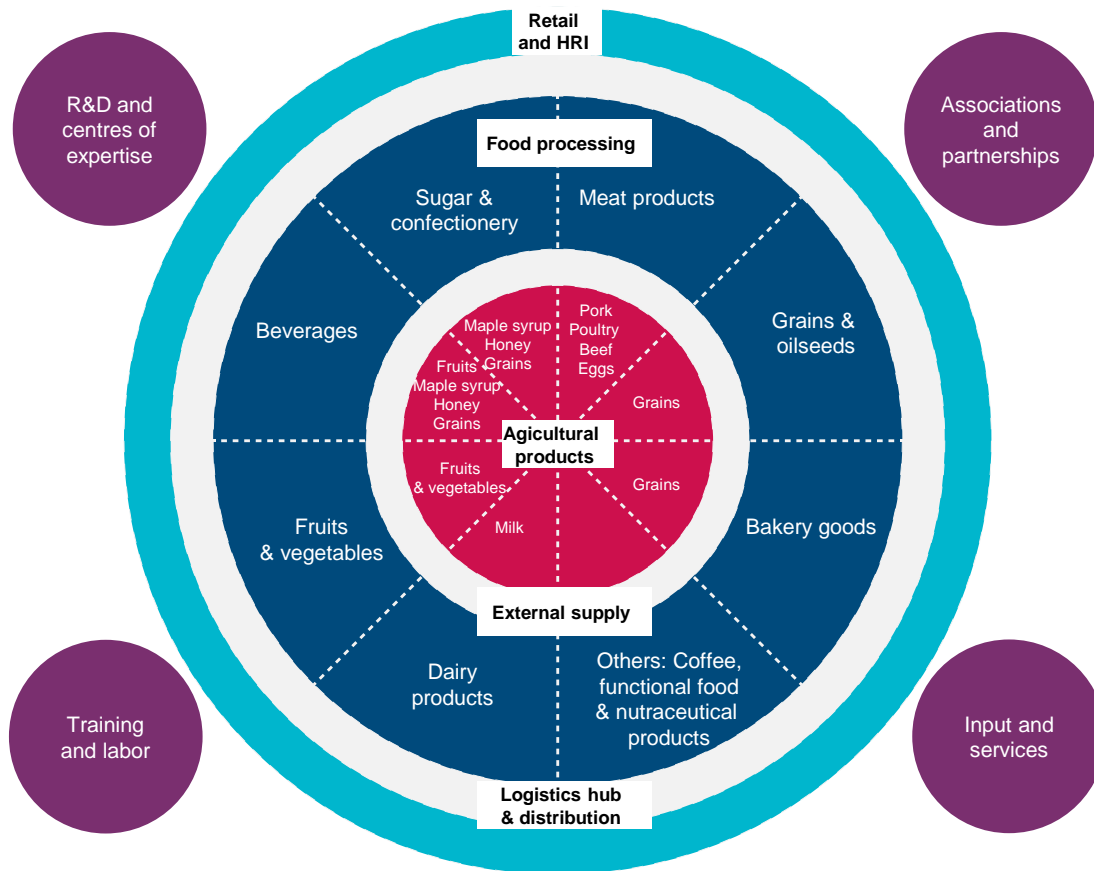 Retail
and HRI
R&D and
centres of
expertise
Associations
and
partnerships
Food processing
Sugar &
confectionery
Meat products
Beverages
Grains &
oilseeds
Maple syrup
Honey
Grains
Pork
Poultry
Beef
Eggs
Fruits
Maple syrup
Honey
Grains
Grains
Agicultural
products
Fruits
& vegetables
Grains
Milk
Fruits
& vegetables
Bakery goods
External supply
Dairy
products
Others: Coffee,
functional food
& nutraceutical
products
Training
and labor
Input and
services
Logistics hub
& distribution